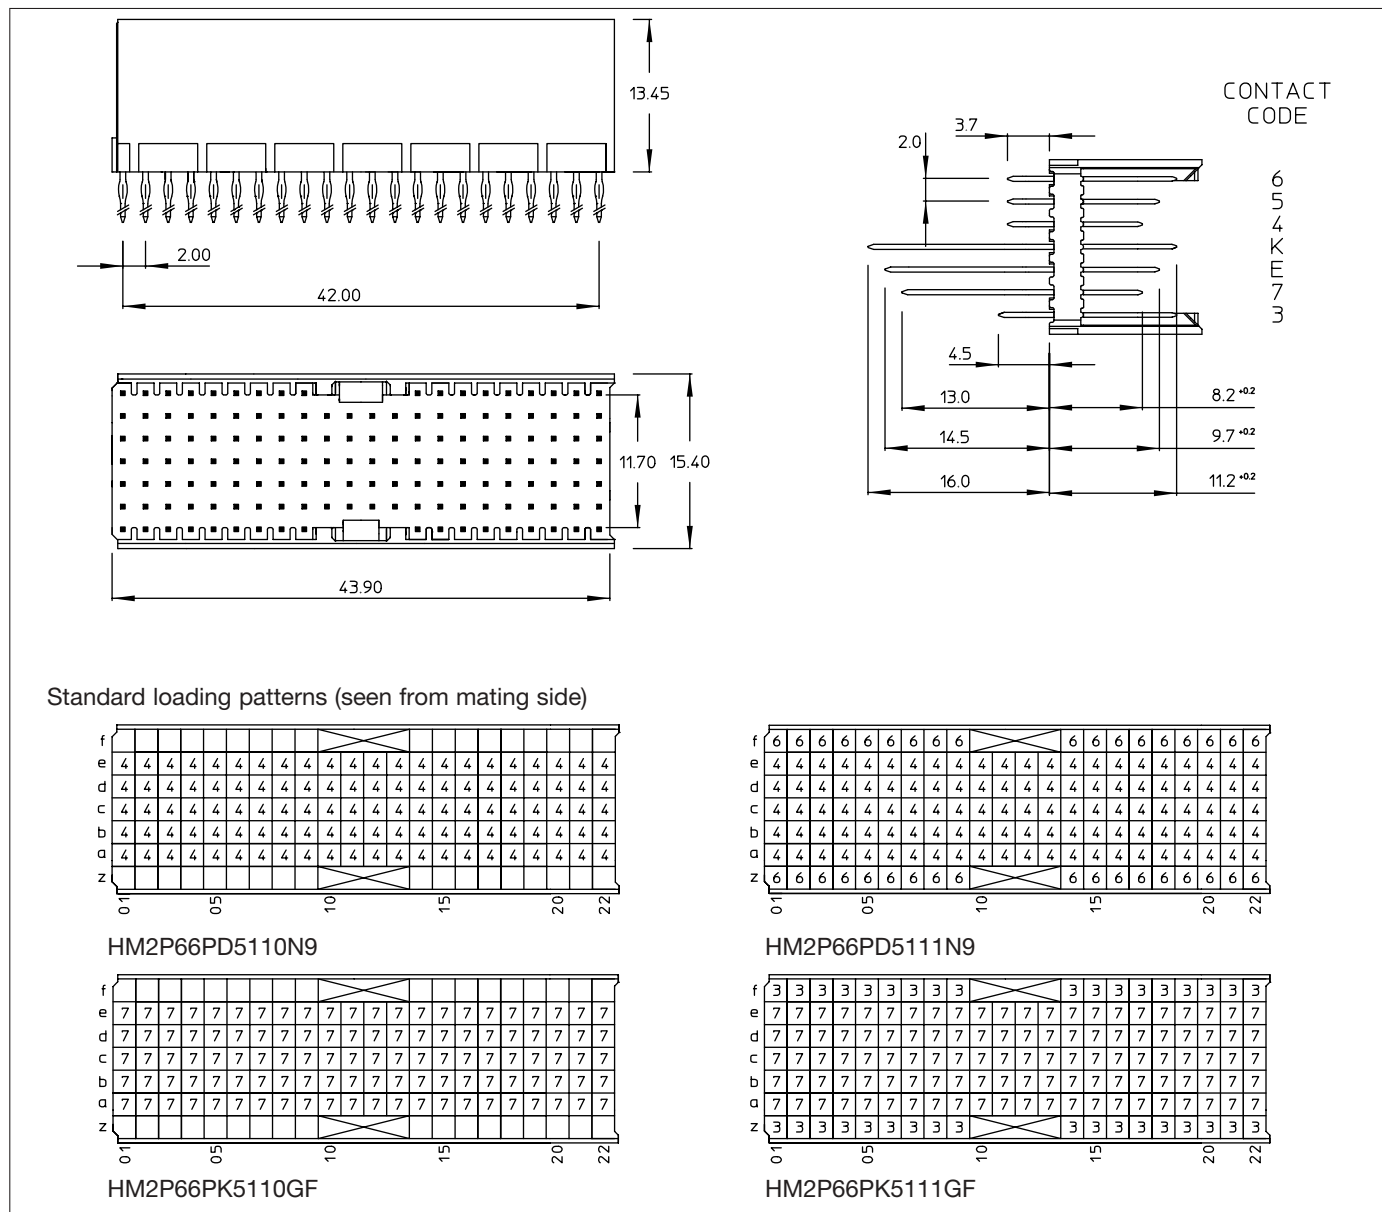 13.45
2.00
42.00
11.70
15.40
43.90
CONTACT
CODE
3.7
2.0
6
5
4
K
E
7
3
4.5
13.0
8.2 +0.2
14.5
9.7 +0.2
16.0
11.2 +0.2
Standard loading patterns (seen from mating side)
f
e 4 4 4 4 4 4 4 4 4 4 4 4 4 4 4 4 4 4 4 4 4 4
d 4 4 4 4 4 4 4 4 4 4 4 4 4 4 4 4 4 4 4 4 4 4
c 4 4 4 4 4 4 4 4 4 4 4 4 4 4 4 4 4 4 4 4 4 4
b 4 4 4 4 4 4 4 4 4 4 4 4 4 4 4 4 4 4 4 4 4 4
a 4 4 4 4 4 4 4 4 4 4 4 4 4 4 4 4 4 4 4 4 4 4
z
01 05 10 15 20 22
HM2P66PD5110N9
f 6 6 6 6 6 6 6 6 6 6 6 6 6 6 6 6 6 6
e 4 4 4 4 4 4 4 4 4 4 4 4 4 4 4 4 4 4 4 4 4 4
d 4 4 4 4 4 4 4 4 4 4 4 4 4 4 4 4 4 4 4 4 4 4
c 4 4 4 4 4 4 4 4 4 4 4 4 4 4 4 4 4 4 4 4 4 4
b 4 4 4 4 4 4 4 4 4 4 4 4 4 4 4 4 4 4 4 4 4 4
a 4 4 4 4 4 4 4 4 4 4 4 4 4 4 4 4 4 4 4 4 4 4
z 6 6 6 6 6 6 6 6 6 6 6 6 6 6 6 6 6 6
01 05 10 15 20 22
HM2P66PD5111N9
f
e 7 7 7 7 7 7 7 7 7 7 7 7 7 7 7 7 7 7 7 7 7 7
d 7 7 7 7 7 7 7 7 7 7 7 7 7 7 7 7 7 7 7 7 7 7
c 7 7 7 7 7 7 7 7 7 7 7 7 7 7 7 7 7 7 7 7 7 7
b 7 7 7 7 7 7 7 7 7 7 7 7 7 7 7 7 7 7 7 7 7 7
a 7 7 7 7 7 7 7 7 7 7 7 7 7 7 7 7 7 7 7 7 7 7
z
01 05 10 15 20 22
HM2P66PK5110GF
f 3 3 3 3 3 3 3 3 3 3 3 3 3 3 3 3 3 3
e 7 7 7 7 7 7 7 7 7 7 7 7 7 7 7 7 7 7 7 7 7 7
d 7 7 7 7 7 7 7 7 7 7 7 7 7 7 7 7 7 7 7 7 7 7
c 7 7 7 7 7 7 7 7 7 7 7 7 7 7 7 7 7 7 7 7 7 7
b 7 7 7 7 7 7 7 7 7 7 7 7 7 7 7 7 7 7 7 7 7 7
a 7 7 7 7 7 7 7 7 7 7 7 7 7 7 7 7 7 7 7 7 7 7
z 3 3 3 3 3 3 3 3 3 3 3 3 3 3 3 3 3 3
01 05 10 15 20 22
HM2P66PK5111GF